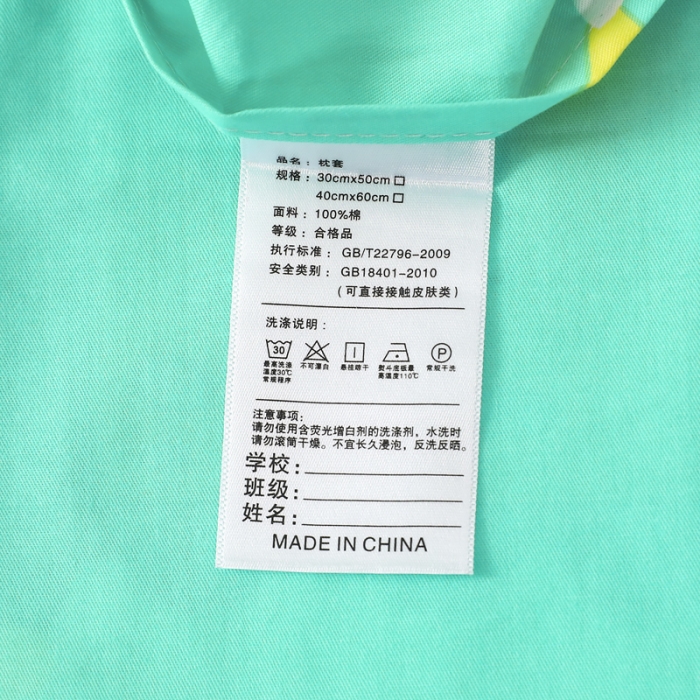 品名：枕套
规格：30cmx50cm□
40cmx60cm□
面料：100%棉
等级：合格品
执行标准：GB/T22796-2009
安全类别：GB18401-2010
（可直接接触皮肤类）
洗涤说明：
30 P
最高洗涤温度30℃常规程序
不可漂白
悬挂晾干
熨斗底板最高温度110℃
常规干洗
注意事项:
请勿使用含荧光增白剂的洗涤剂，水洗时
请勿滚筒干燥。不宜长久浸泡，反洗反晒。
学校:
班级:
姓名:
MADE IN CHINA